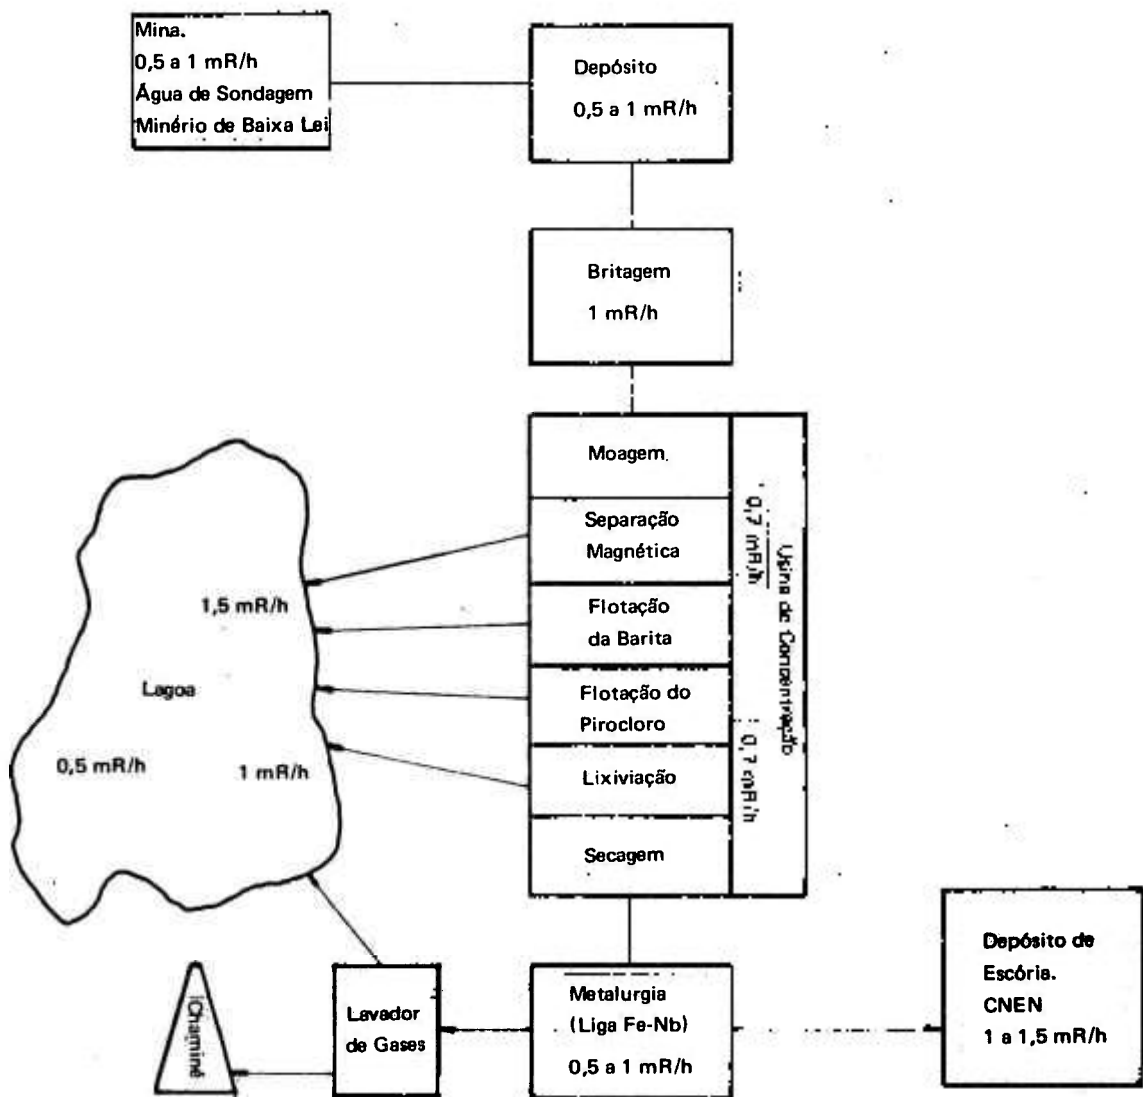 Mina.
0,5 a 1 mR/h
Água de Sondagem
Minério de Baixa Lei
Depósito
0,5 a 1 mR/h
Britagem
1 mR/h
Moagem.
Separação
Magnética
Flotação
da Barita
Flotação do
Pirocloro
Lixiviação
Secagem
0,7 mR/h
0,7 mR/h
Usina de Concentração
1,5 mR/h
Lagoa
0,5 mR/h
1 mR/h
Chaminé
Lavador
de Gases
Metalurgia
(Liga Fe-Nb)
0,5 a 1 mR/h
Depósito de
Escória.
CNEN
1 a 1,5 mR/h